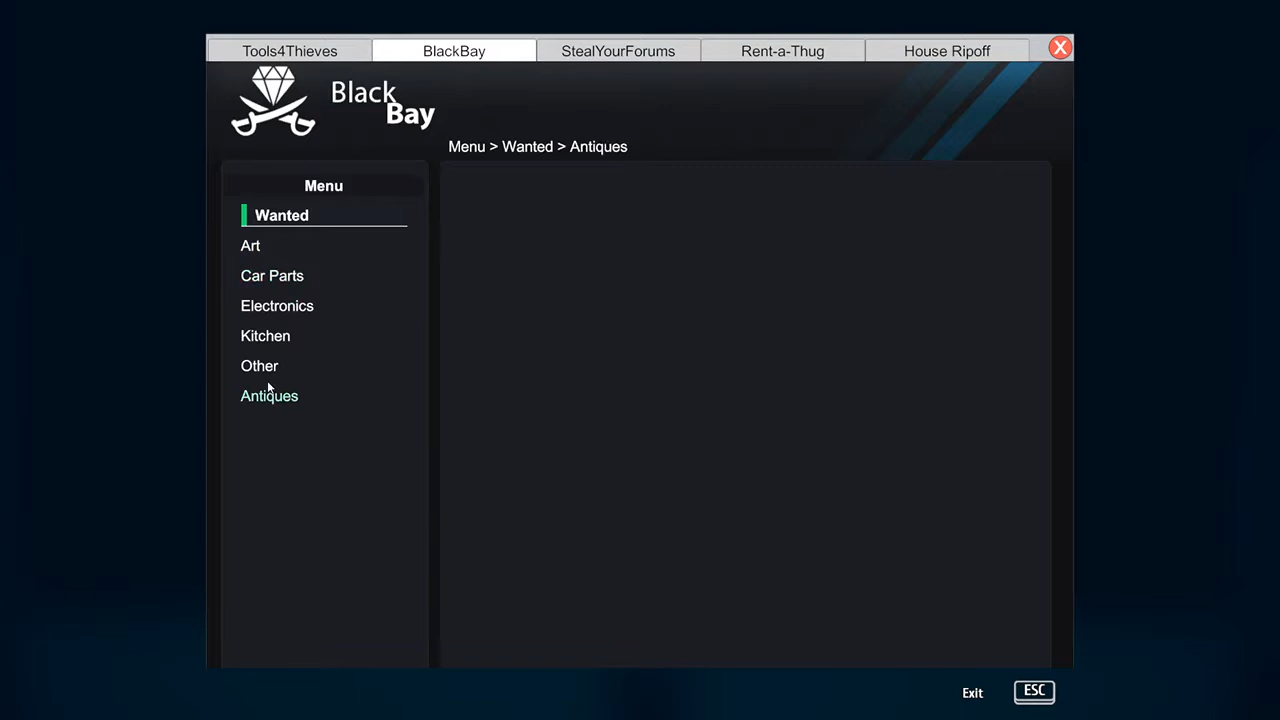 Tools4Thieves
BlackBay
StealYourForums
Rent-a-Thug
House Ripoff
X
Black
Bay
Menu > Wanted > Antiques
Menu
Wanted
Art
Car Parts
Electronics
Kitchen
Other
Antiques
Exit
ESC